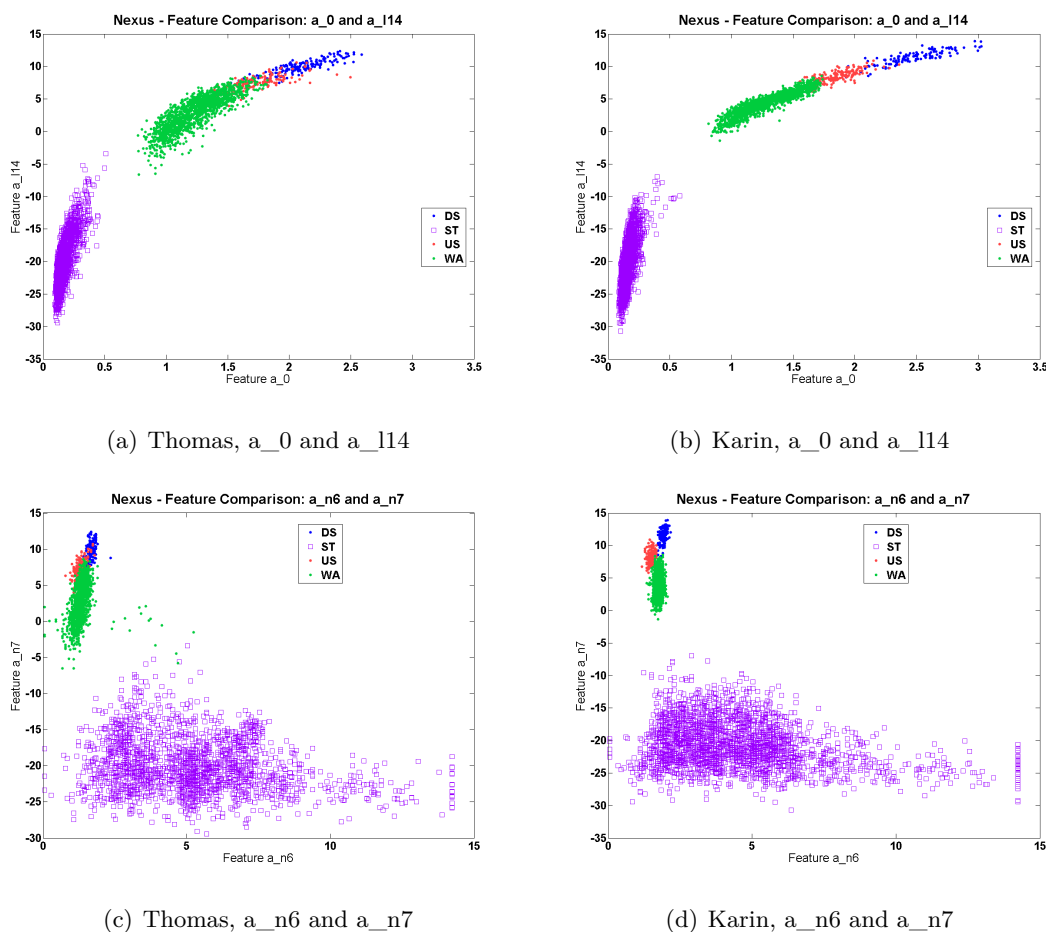 Nexus - Feature Comparison: a_0 and a_l14
15
10
5
0
-5
-10
-15
-20
-25
-30
-35
Feature a_l14
DS
ST
US
WA
0 0.5 1 1.5 2 2.5 3 3.5
Feature a_0
(a) Thomas, a_0 and a_l14
Nexus - Feature Comparison: a_0 and a_l14
15
10
5
0
-5
-10
-15
-20
-25
-30
-35
Feature a_l14
DS
ST
US
WA
0 0.5 1 1.5 2 2.5 3 3.5
Feature a_0
(b) Karin, a_0 and a_l14
Nexus - Feature Comparison: a_n6 and a_n7
15
10
5
0
-5
-10
-15
-20
-25
-30
Feature a_n7
DS
ST
US
WA
0 5 10 15
Feature a_n6
(c) Thomas, a_n6 and a_n7
Nexus - Feature Comparison: a_n6 and a_n7
15
10
5
0
-5
-10
-15
-20
-25
-30
-35
Feature a_n7
DS
ST
US
WA
0 5 10 15
Feature a_n6
(d) Karin, a_n6 and a_n7